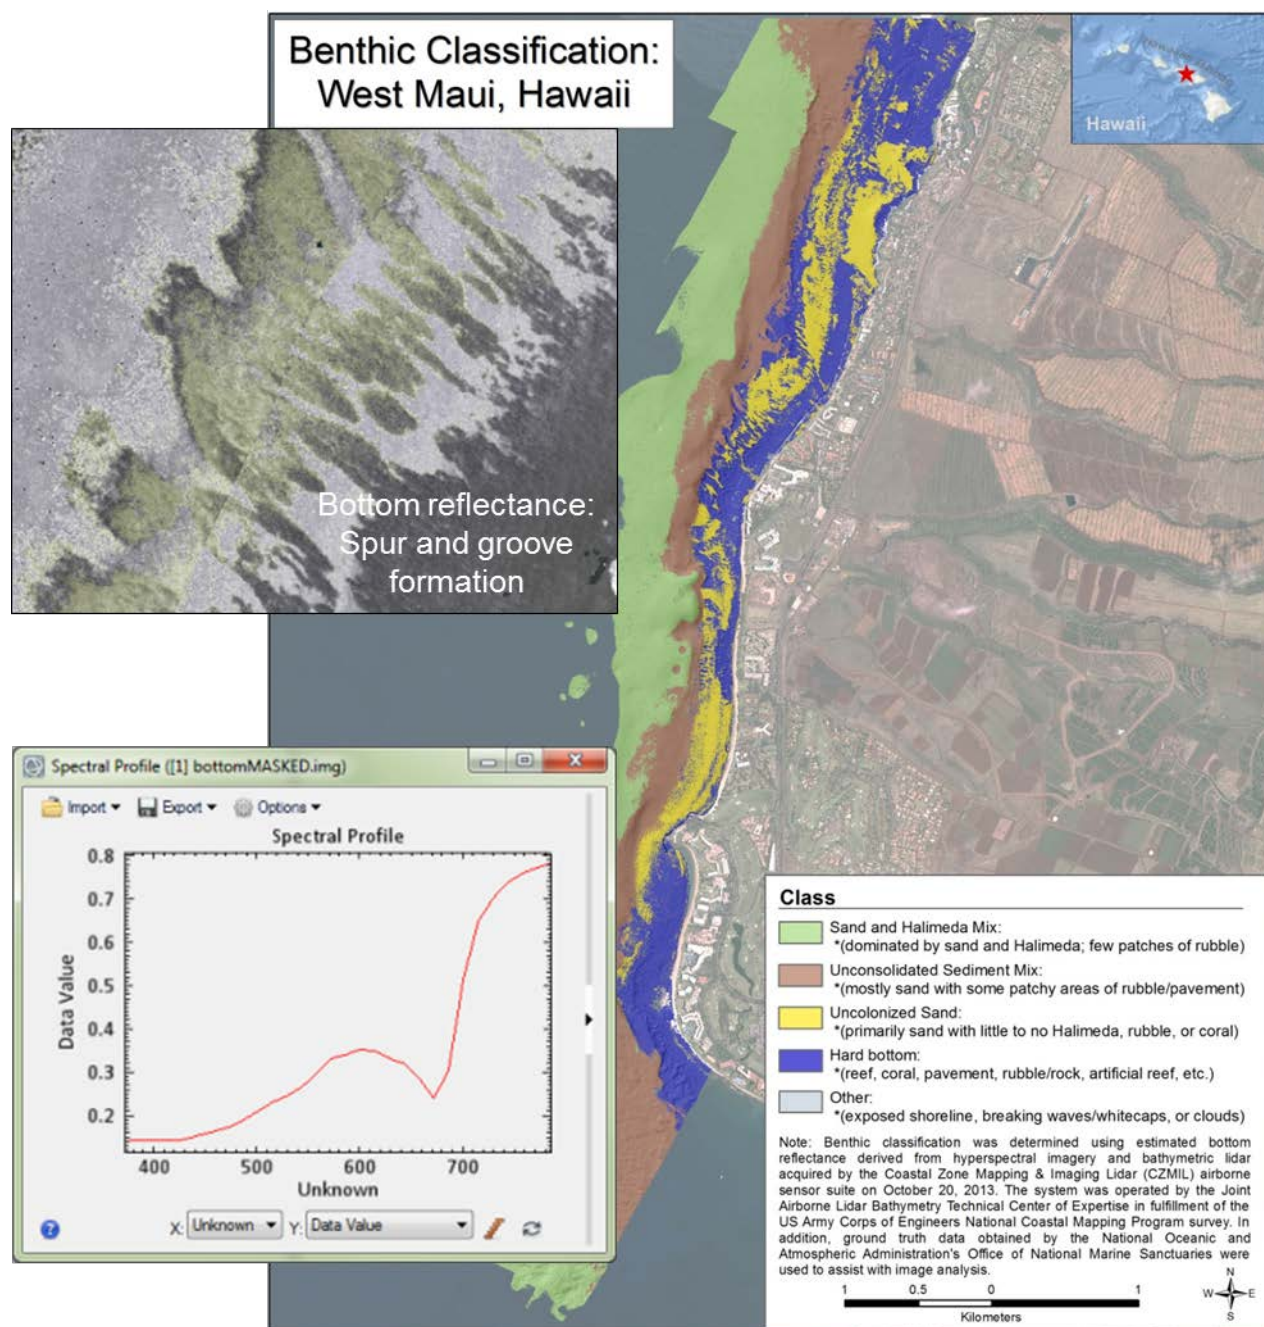 Benthic Classification:
West Maui, Hawaii
Hawaii
Bottom reflectance:
Spur and groove
formation
Spectral Profile ([1] bottomMASKED.img)
Import
Export
Options
Spectral Profile
0.8
0.7
0.6
0.5
0.4
0.3
0.2
Data Value
400
500
600
700
Unknown
X: Unknown
Y: Data Value
Class
Sand and Halimeda Mix:
*(dominated by sand and Halimeda; few patches of rubble)
Unconsolidated Sediment Mix:
*(mostly sand with some patchy areas of rubble/pavement)
Uncolonized Sand:
*(primarily sand with little to no Halimeda, rubble, or coral)
Hard bottom:
*(reef, coral, pavement, rubble/rock, artificial reef, etc.)
Other:
*(exposed shoreline, breaking waves/whitecaps, or clouds)
Note: Benthic classification was determined using estimated bottom
reflectance derived from hyperspectral imagery and bathymetric lidar
acquired by the Coastal Zone Mapping & Imaging Lidar (CZMIL) airborne
sensor suite on October 20, 2013. The system was operated by the Joint
Airborne Lidar Bathymetry Technical Center of Expertise in fulfillment of the
US Army Corps of Engineers National Coastal Mapping Program survey. In
addition, ground truth data obtained by the National Oceanic and
Atmospheric Administration's Office of National Marine Sanctuaries were
used to assist with image analysis.
1 0.5 0 1
Kilometers
N
W E
S